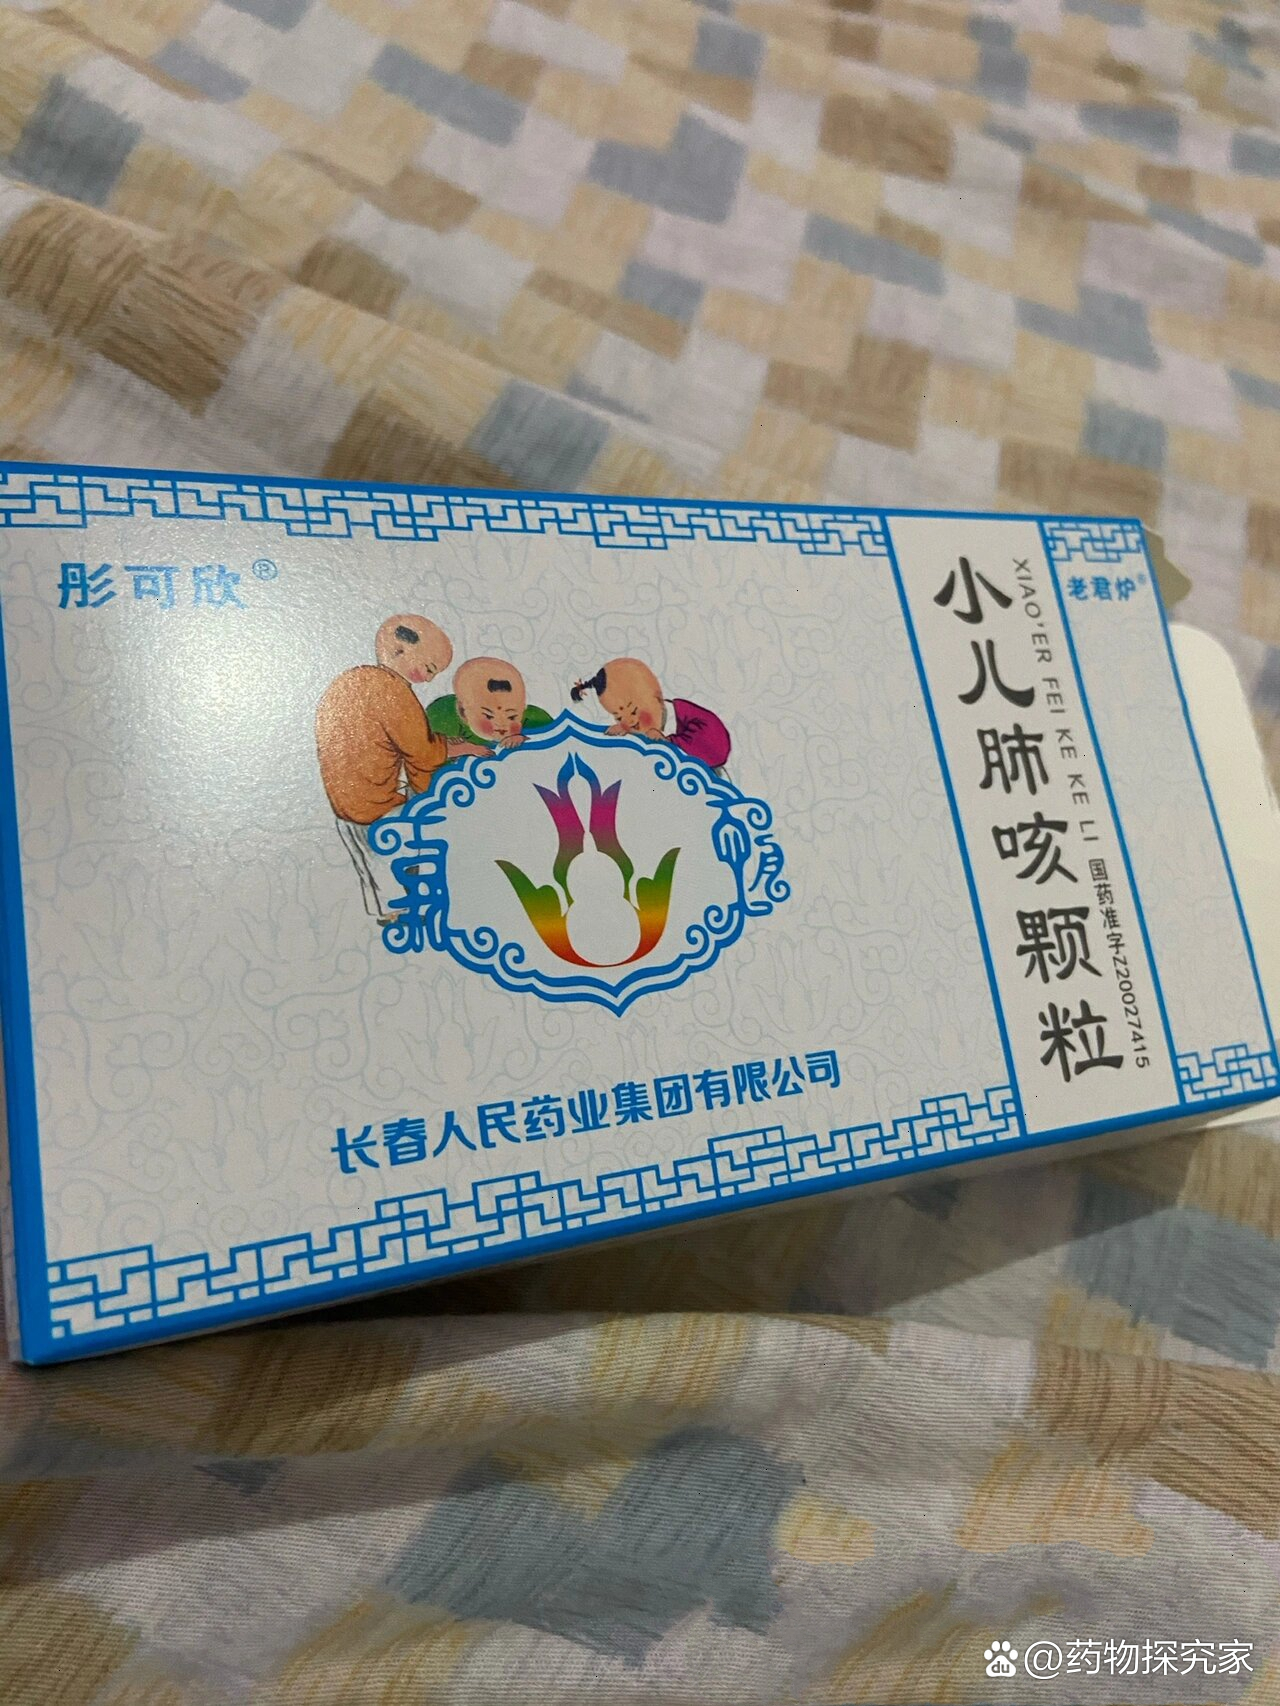 彤可欣®
长春人民药业集团有限公司
小儿肺咳颗粒
XIAO'ER FEI KE KE LI
国药准字Z20027415
老君炉®
@药物探究家